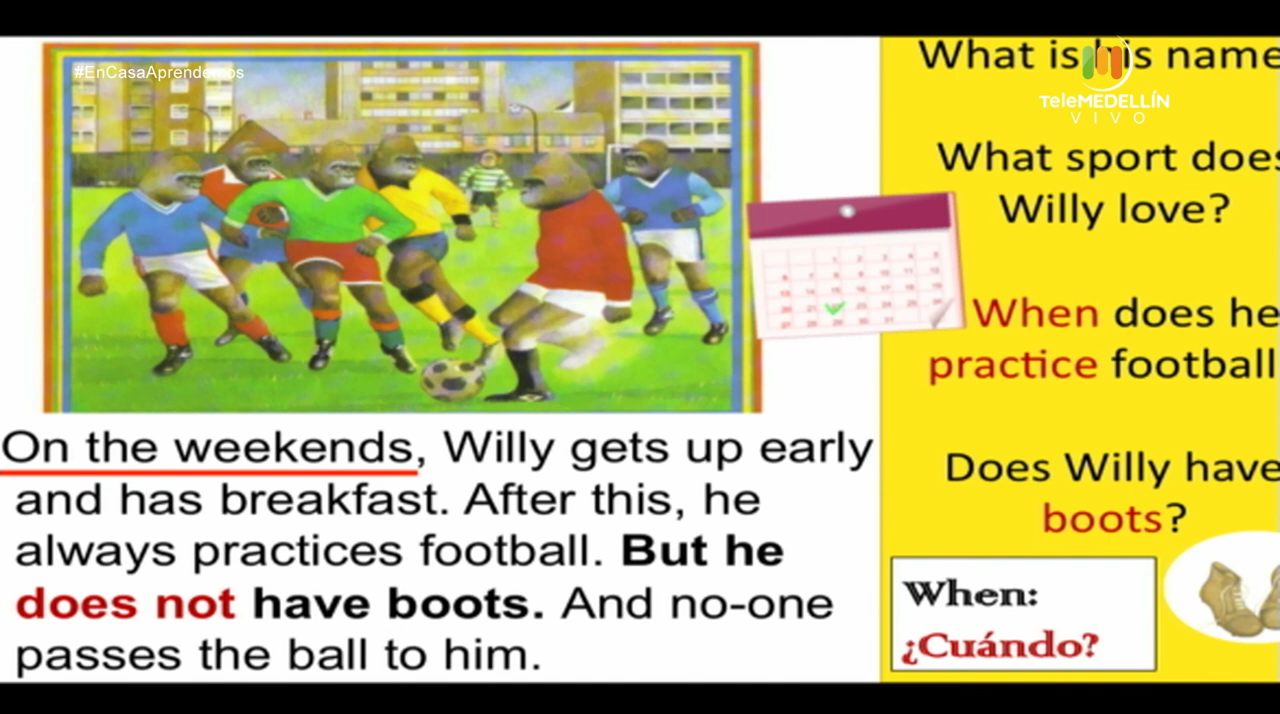 #EnCasaAprendemos
On the weekends, Willy gets up early
and has breakfast. After this, he
always practices football. But he
does not have boots. And no-one
passes the ball to him.
What is his name
TeleMEDELLÍN
VIVO
What sport does
Willy love?
When does he
practice football
Does Willy have
boots?
When:
¿Cuándo?